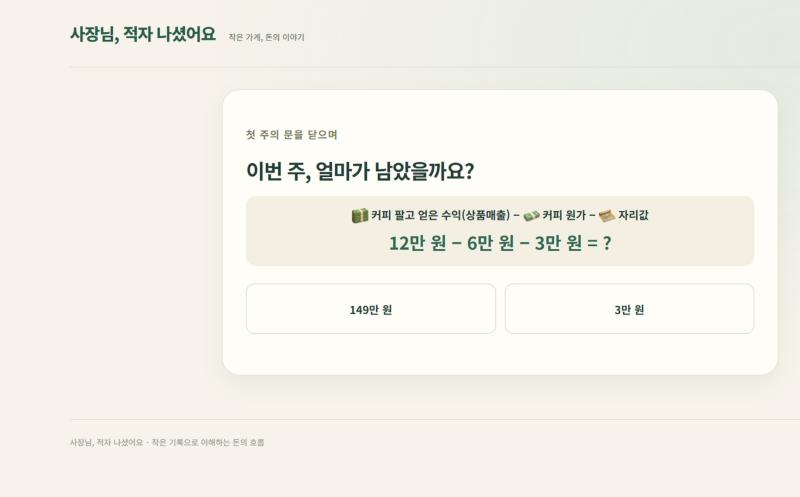 사장님, 적자 나셨어요 작은 가게, 돈의 이야기
첫 주의 문을 닫으며
이번 주, 얼마가 남았을까요?
커피 팔고 얻은 수익(상품매출) − 커피 원가 − 자리값
12만 원 − 6만 원 − 3만 원 = ?
149만 원
3만 원
사장님, 적자 나셨어요 · 작은 기록으로 이해하는 돈의 흐름